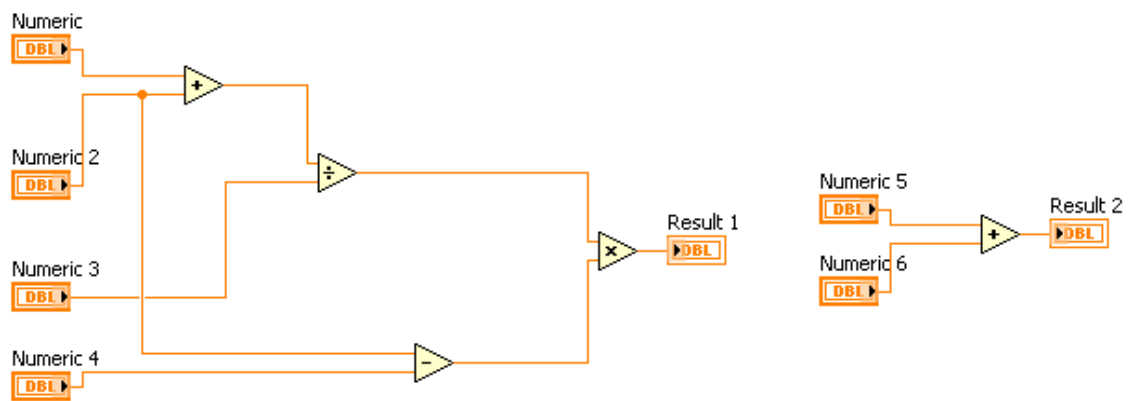 Numeric
DBL
+
Numeric 2
DBL
÷
Numeric 3
DBL
Numeric 4
DBL
-
×
Result 1
DBL
Numeric 5
DBL
Numeric 6
DBL
+
Result 2
DBL